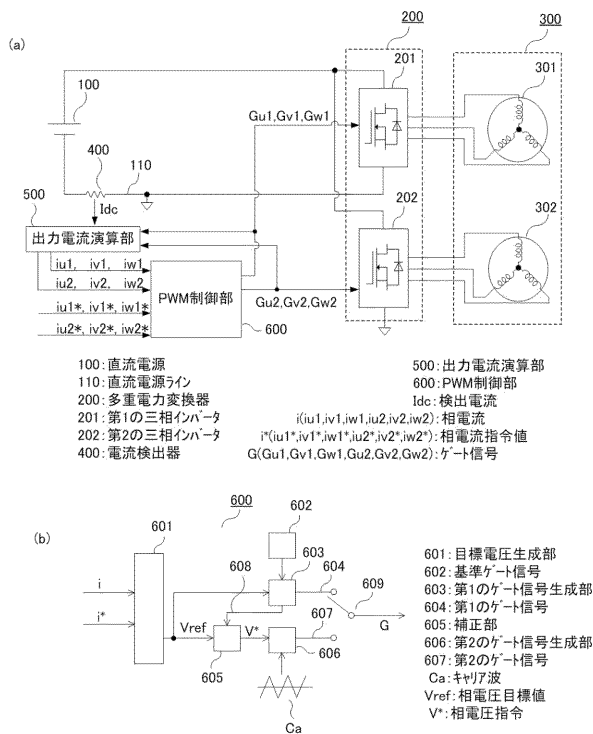 (a)
200
300
201
301
100
Gu1,Gv1,Gw1
400
110
500
Idc
202
302
出力電流演算部
iu1, iv1, iw1
iu2, iv2, iw2
iu1*, iv1*, iw1*
iu2*, iv2*, iw2*
PWM制御部
Gu2,Gv2,Gw2
600
100:直流電源
110:直流電源ライン
200:多重電力変換器
201:第1の三相インバータ
202:第2の三相インバータ
400:電流検出器
500:出力電流演算部
600:PWM制御部
Idc:検出電流
i(iu1,iv1,iw1,iu2,iv2,iw2):相電流
i*(iu1*,iv1*,iw1*,iu2*,iv2*,iw2*):相電流指令値
G(Gu1,Gv1,Gw1,Gu2,Gv2,Gw2):ゲート信号
(b)
600
601
602
603
604
608
609
607
i
i*
Vref
V*
G
605
606
Ca
601:目標電圧生成部
602:基準ゲート信号
603:第1のゲート信号生成部
604:第1のゲート信号
605:補正部
606:第2のゲート信号生成部
607:第2のゲート信号
Ca:キャリア波
Vref:相電圧目標値
V*:相電圧指令